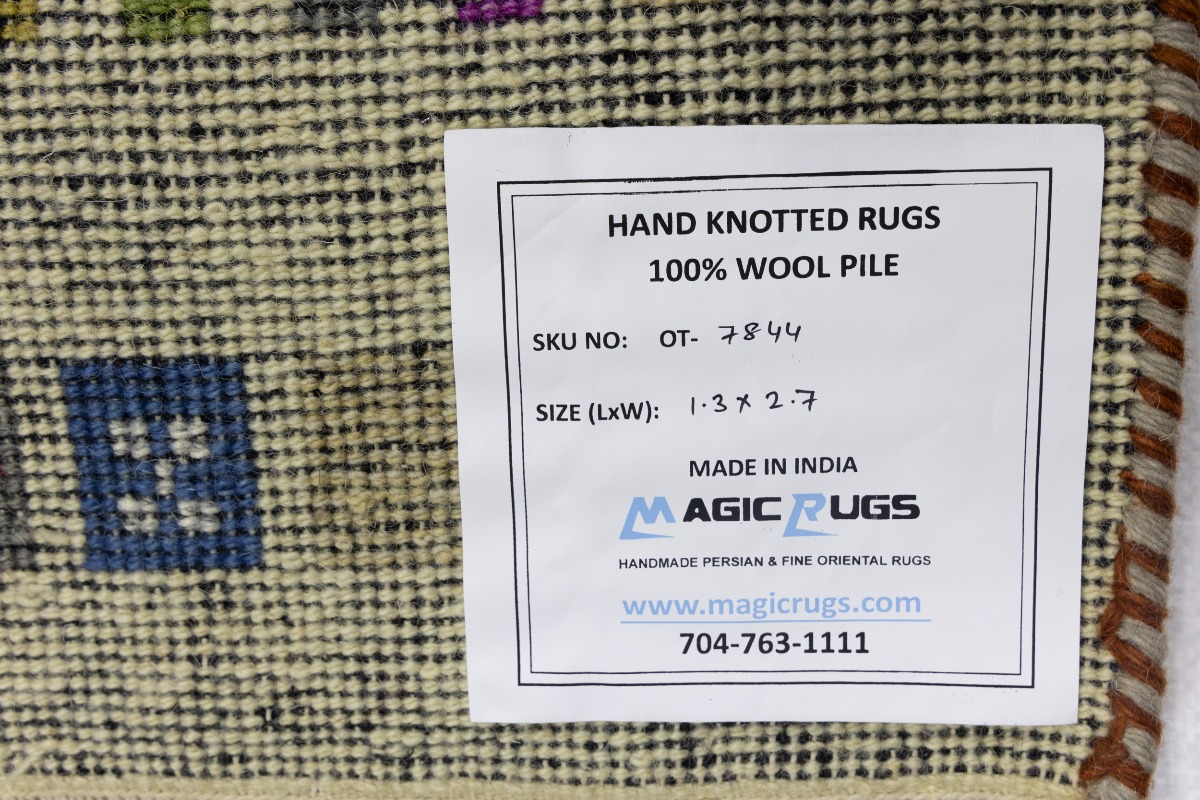 HAND KNOTTED RUGS
100% WOOL PILE
SKU NO: OT- 7844
SIZE (LxW): 1.3 x 2.7
MADE IN INDIA
MAGIC RUGS
HANDMADE PERSIAN & FINE ORIENTAL RUGS
www.magicrugs.com
704-763-1111